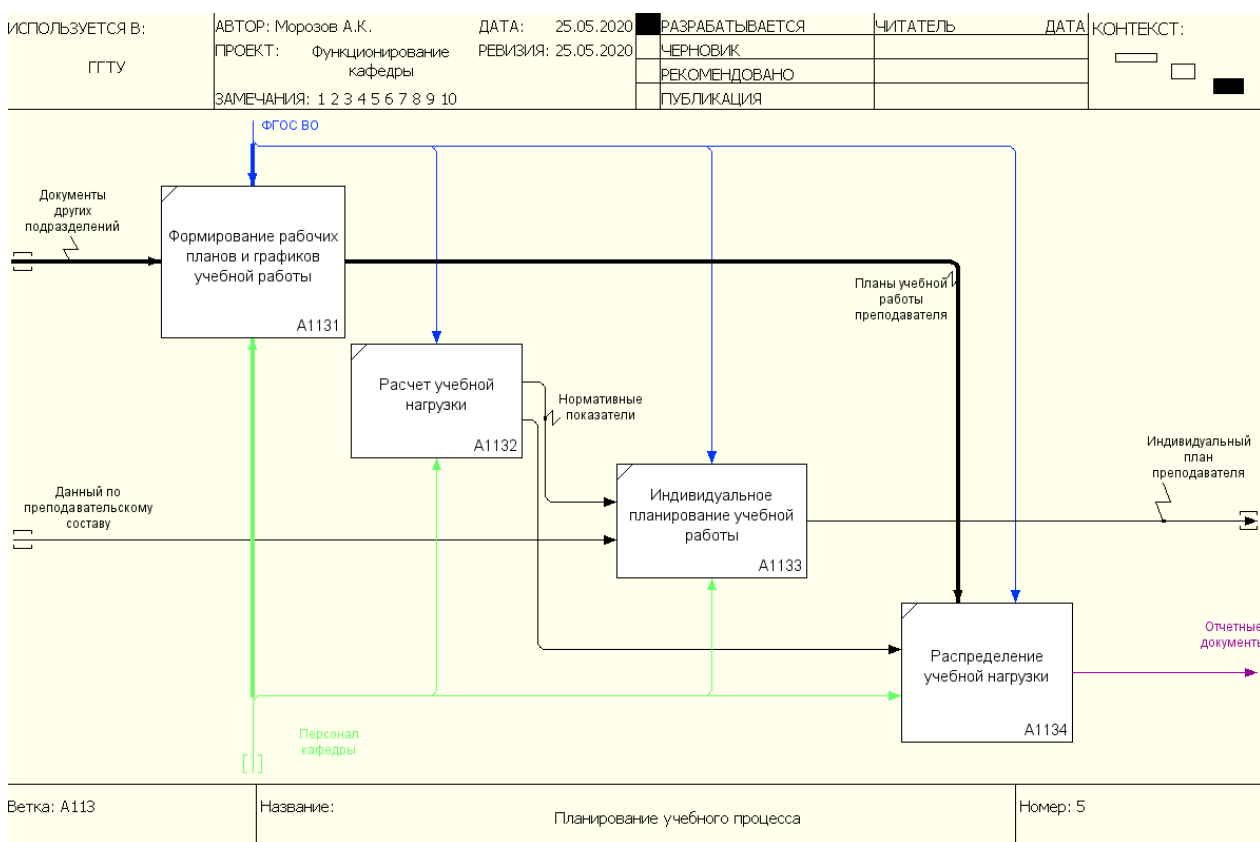 ИСПОЛЬЗУЕТСЯ В:
ГГТУ
АВТОР: Морозов А.К.
ДАТА: 25.05.2020
ПРОЕКТ: Функционирование
кафедры
РЕВИЗИЯ: 25.05.2020
ЗАМЕЧАНИЯ: 1 2 3 4 5 6 7 8 9 10
РАЗРАБАТЫВАЕТСЯ
ЧЕРНОВИК
РЕКОМЕНДОВАНО
ПУБЛИКАЦИЯ
ЧИТАТЕЛЬ
ДАТА
КОНТЕКСТ:
ФГОС ВО
Документы
других
подразделений
Формирование рабочих
планов и графиков
учебной работы
A1131
Планы учебной
работы
преподавателя
Расчет учебной
нагрузки
A1132
Нормативные
показатели
Индивидуальный
план
преподавателя
Данный по
преподавательскому
составу
Индивидуальное
планирование учебной
работы
A1133
Отчетные
документы
Распределение
учебной нагрузки
A1134
Персонал
кафедры
Ветка: A113
Название:
Планирование учебного процесса
Номер: 5